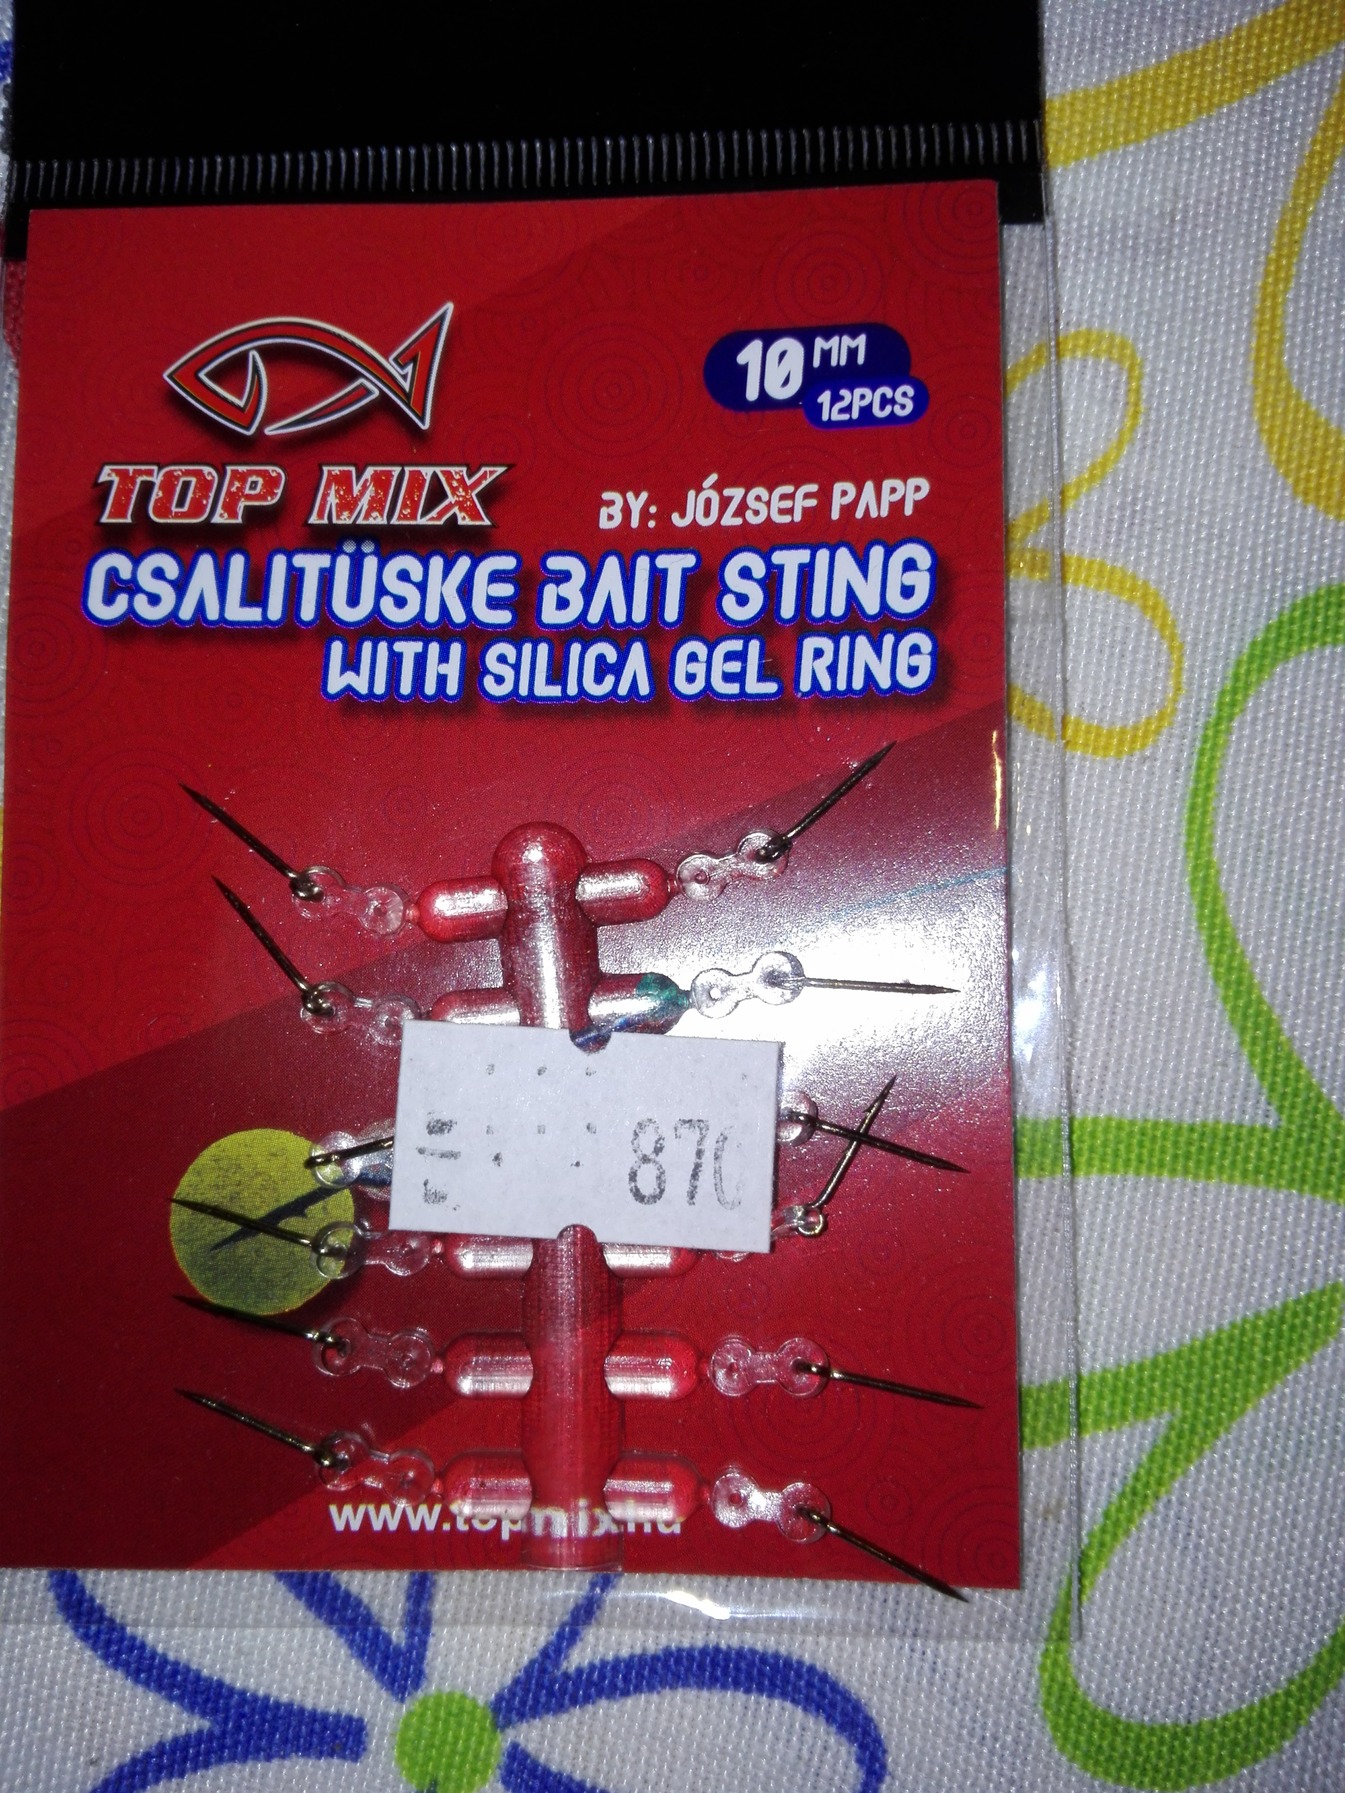 10 MM
12PCS
TOP MIX
BY: JÓZSEF PAPP
CSALITÜSKE BAIT STING
WITH SILICA GEL RING
870
www.topmix.hu